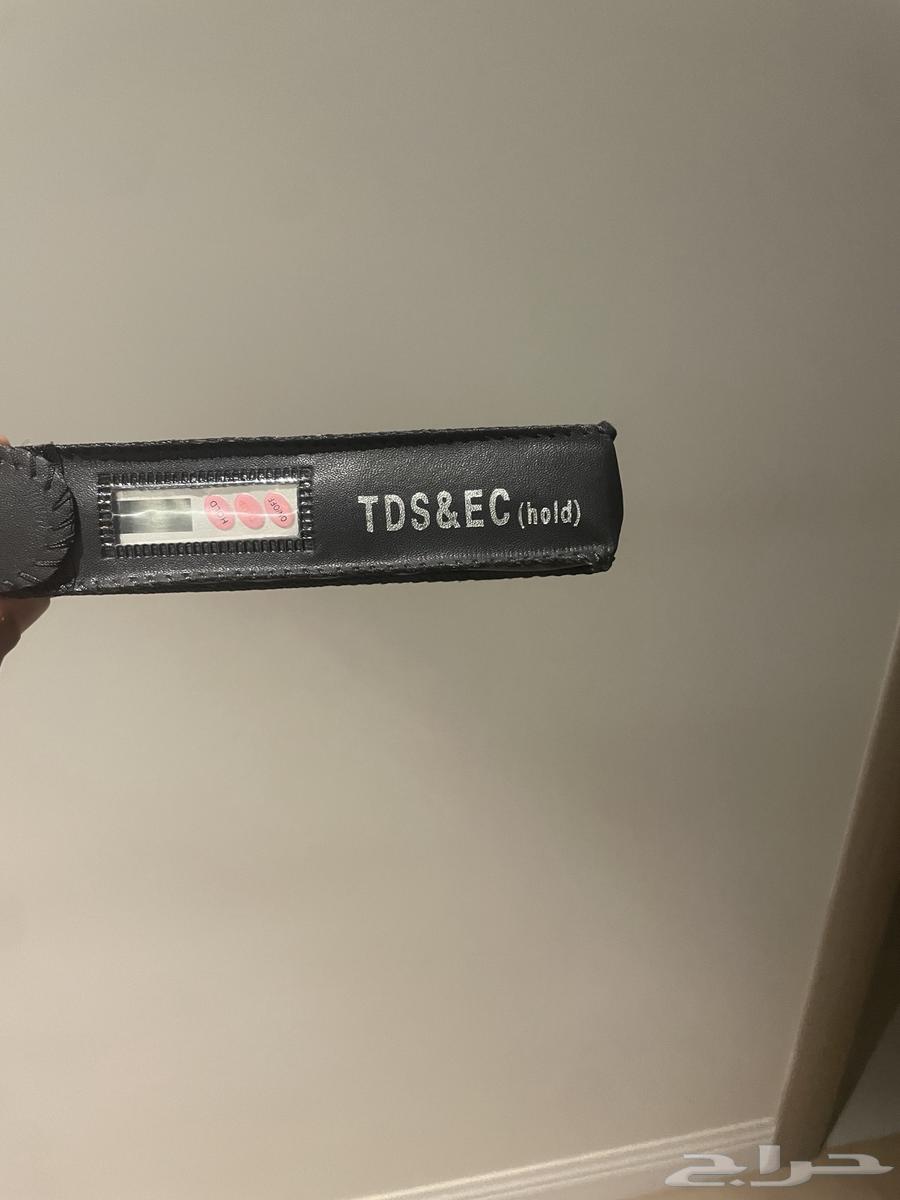 HOLD
ON/OFF
TDS&EC (hold)
حراج